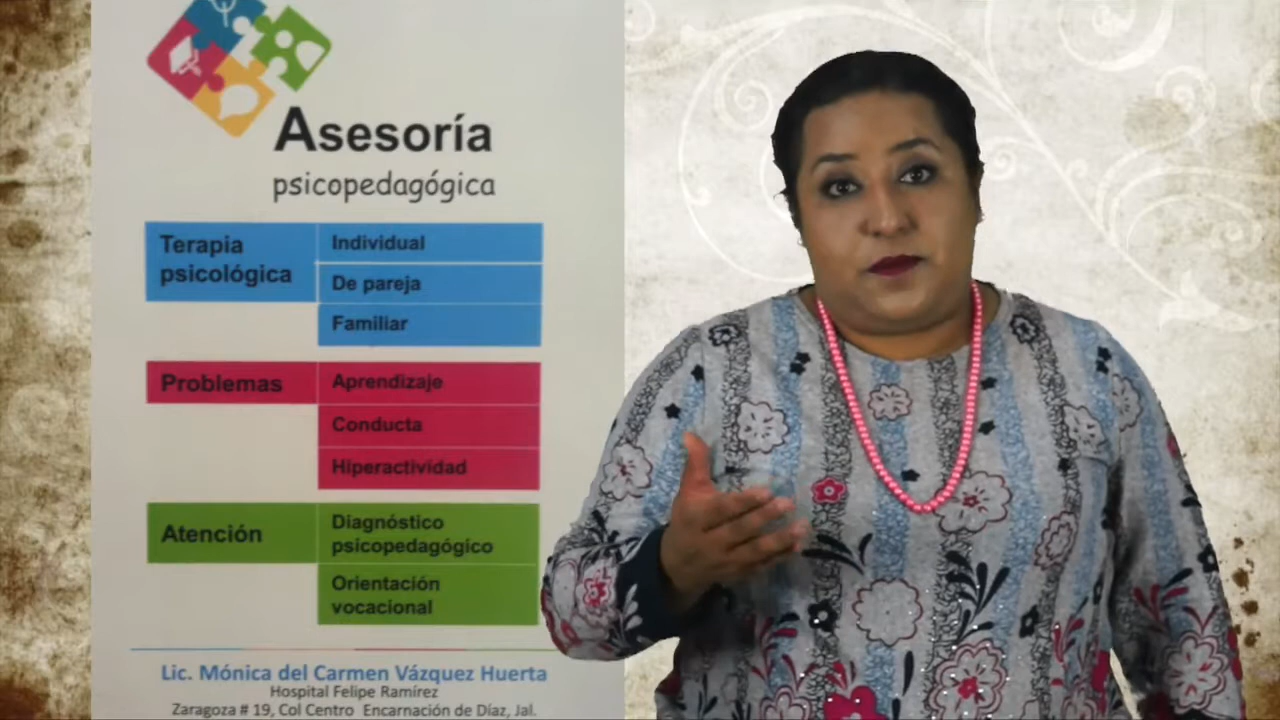 Asesoría
psicopedagógica
Terapia
psicológica
Individual
De pareja
Familiar
Problemas
Aprendizaje
Conducta
Hiperactividad
Atención
Diagnóstico
psicopedagógico
Orientación
vocacional
Lic. Mónica del Carmen Vázquez Huerta
Hospital Felipe Ramírez
Zaragoza # 19, Col Centro Encarnación de Díaz, Jal.